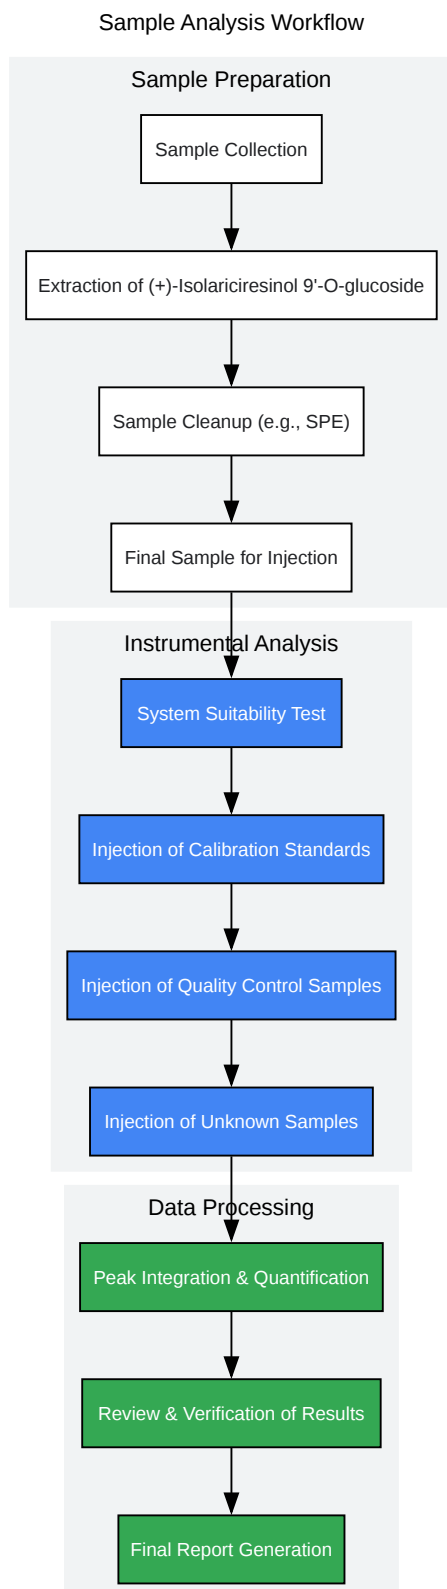 Sample Analysis Workflow
Sample Preparation
Sample Collection
Extraction of (+)-Isolariciresinol 9'-O-glucoside
Sample Cleanup (e.g., SPE)
Final Sample for Injection
Instrumental Analysis
System Suitability Test
Injection of Calibration Standards
Injection of Quality Control Samples
Injection of Unknown Samples
Data Processing
Peak Integration & Quantification
Review & Verification of Results
Final Report Generation